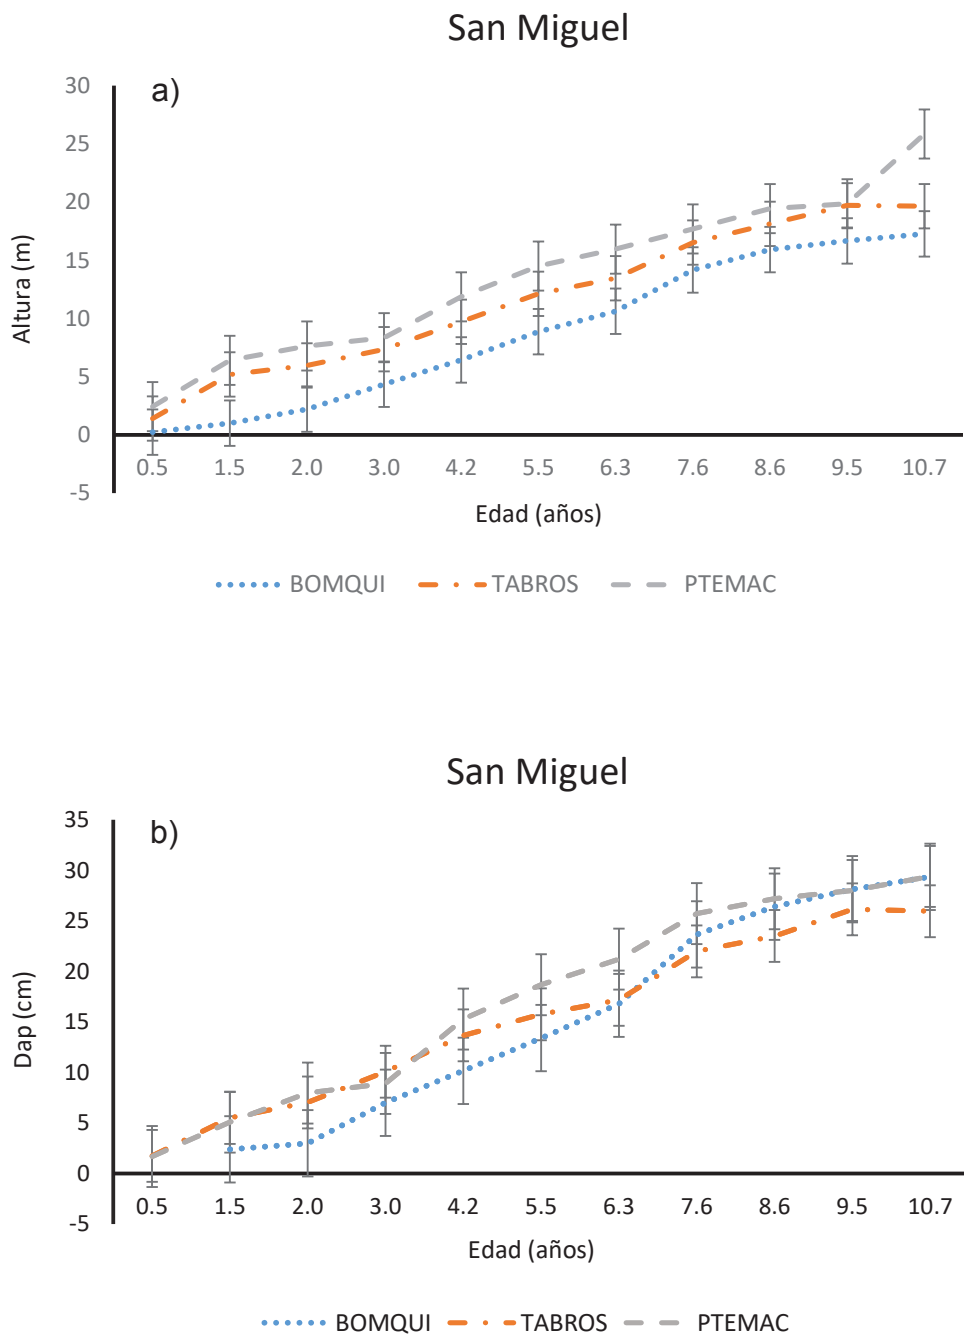 San Miguel
a)
30
25
20
15
10
5
0
-5
Altura (m)
0.5 1.5 2.0 3.0 4.2 5.5 6.3 7.6 8.6 9.5 10.7
Edad (años)
BOMQUI TABROS PTEMAC
San Miguel
b)
35
30
25
20
15
10
5
0
-5
Dap (cm)
0.5 1.5 2.0 3.0 4.2 5.5 6.3 7.6 8.6 9.5 10.7
Edad (años)
BOMQUI TABROS PTEMAC